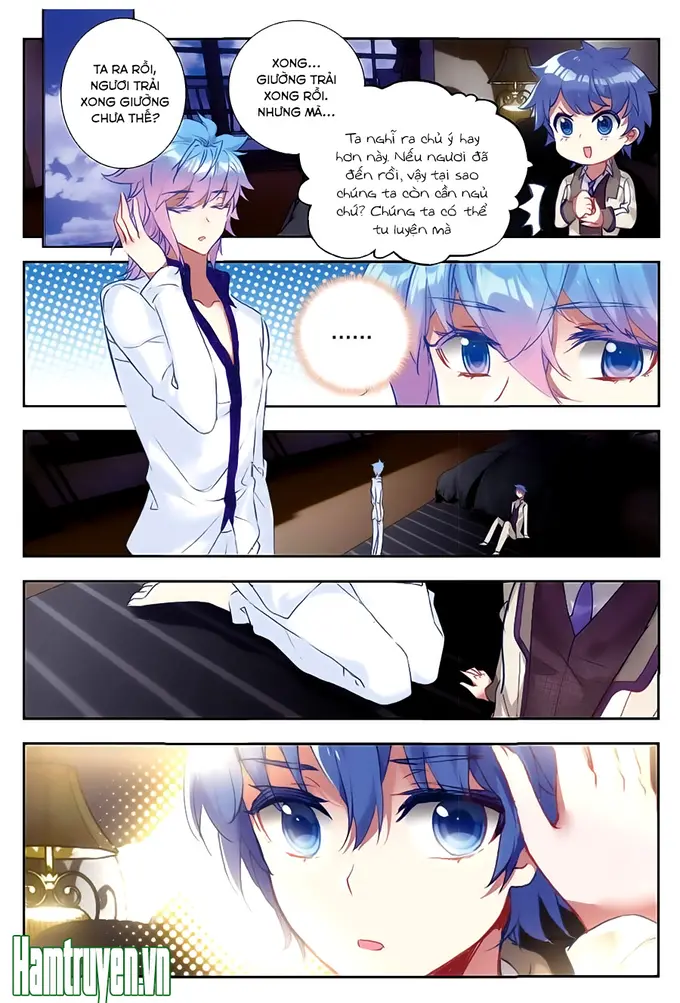 TA RA RỒI,
NGƯƠI TRẢI
XONG GIƯỜNG
CHƯA THẾ?
XONG...
GIƯỜNG TRẢI
XONG RỒI.
NHƯNG MÀ...
Ta nghĩ ra chủ ý hay
hơn này. Nếu ngươi đã
đến rồi, vậy tại sao
chúng ta còn cần ngủ
chứ? Chúng ta có thể
tu luyện mà
......
Hamtruyen.vn